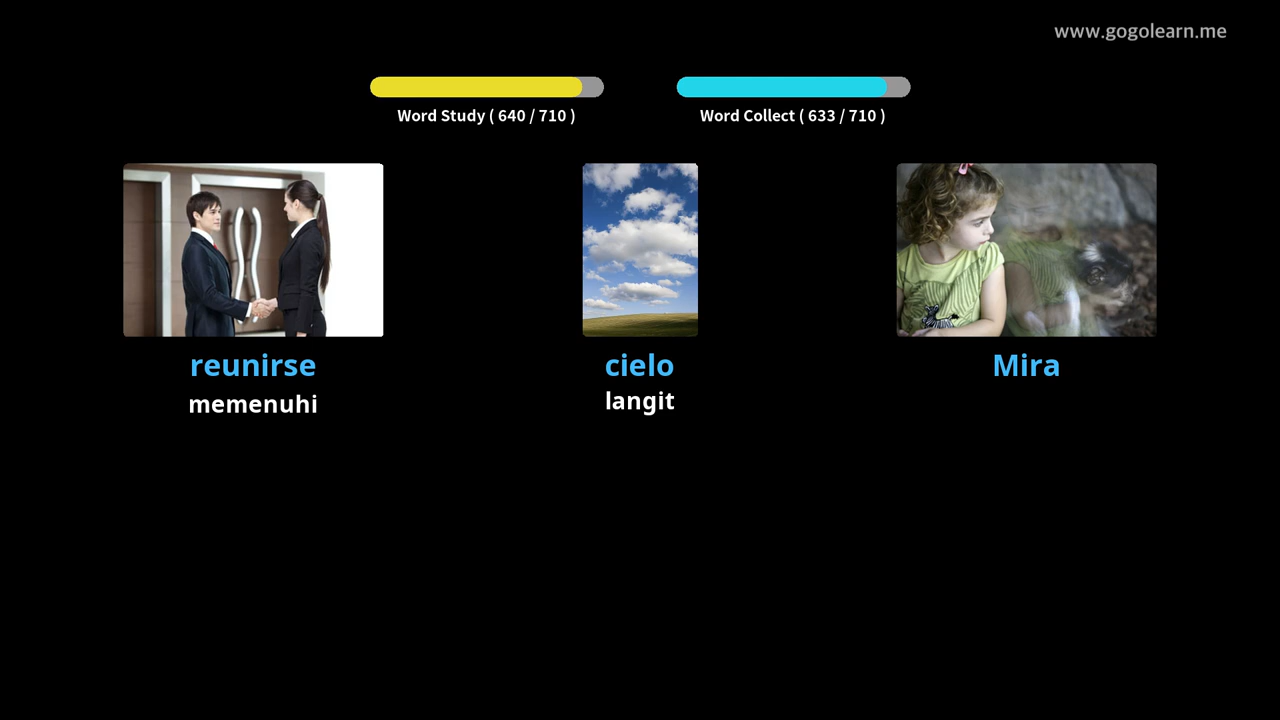 www.gogolearn.me
Word Study ( 640 / 710 )
Word Collect ( 633 / 710 )
reunirse
memenuhi
cielo
langit
Mira